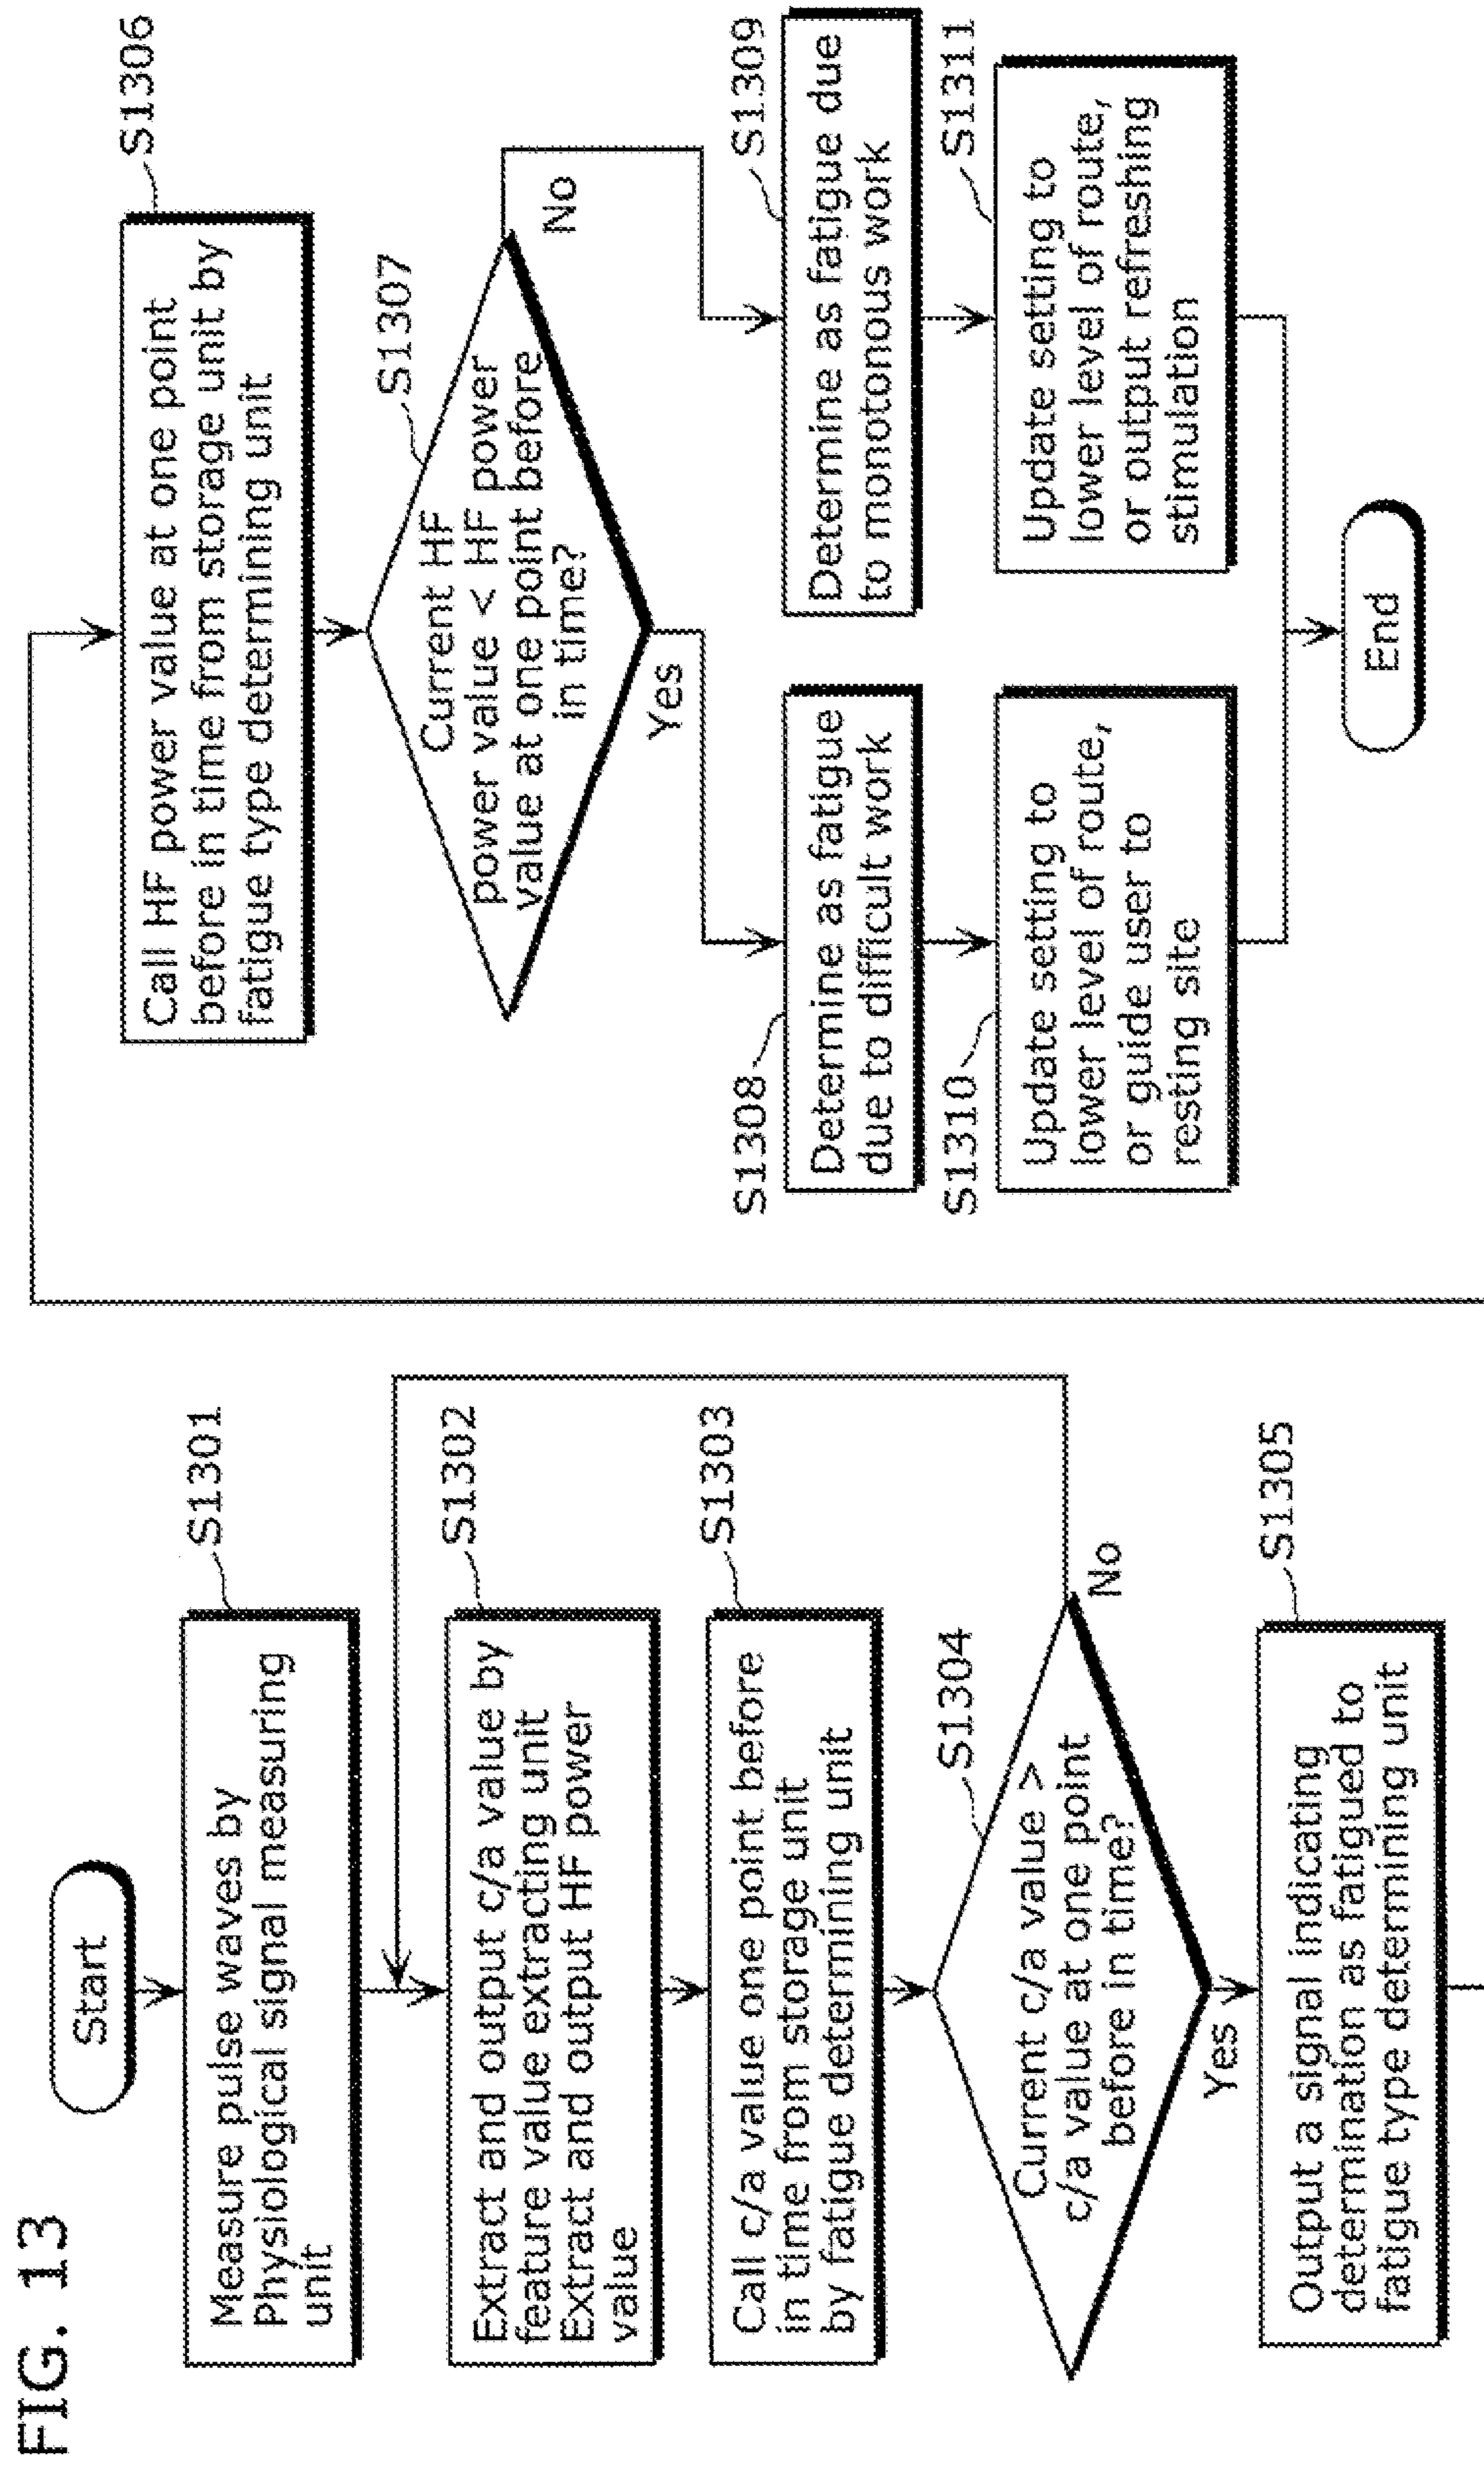 FIG. 13
Start
S1301
Measure pulse waves by
Physiological signal measuring
unit
S1302
Extract and output c/a value by
feature value extracting unit
Extract and output HF power
value
S1303
Call c/a value one point before
in time from storage unit
by fatigue determining unit
S1304
Current c/a value >
c/a value at one point
before in time?
No
Yes
S1305
Output a signal indicating
determination as fatigued to
fatigue type determining unit
S1306
Call HF power value at one point
before in time from storage unit by
fatigue type determining unit
S1307
Current HF
power value < HF power
value at one point before
in time?
No
Yes
S1308
Determine as fatigue
due to difficult work
S1309
Determine as fatigue due
to monotonous work
S1310
Update setting to
lower level of route,
or guide user to
resting site
S1311
Update setting to
lower level of route,
or output refreshing
stimulation
End